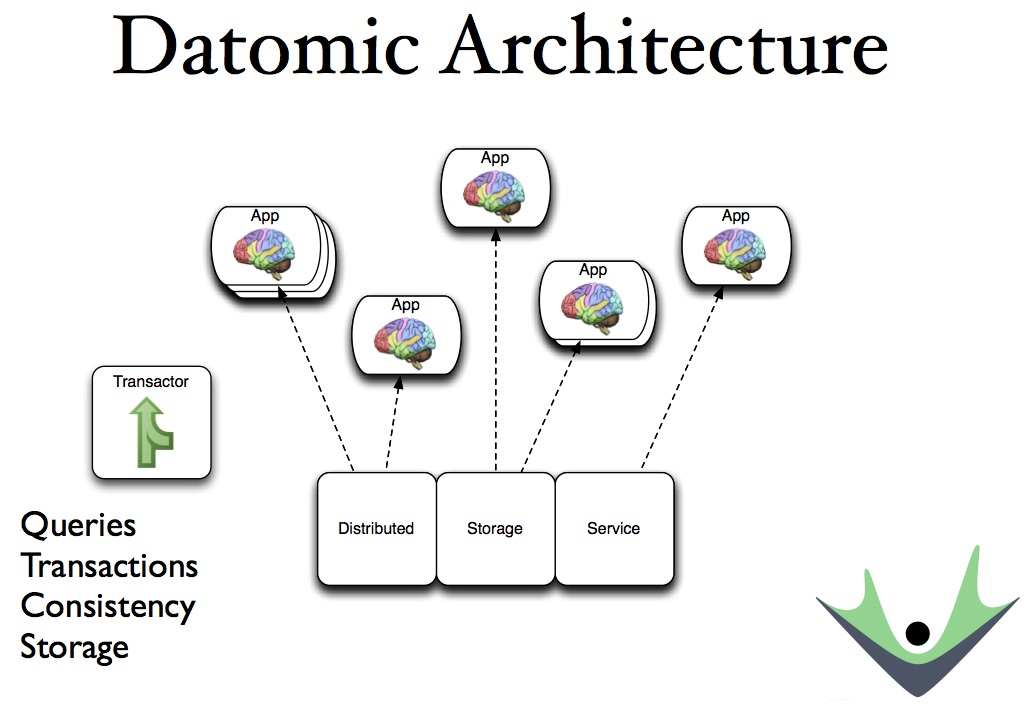 Datomic Architecture
App
App
App
App
App
Transactor
Distributed
Storage
Service
Queries
Transactions
Consistency
Storage